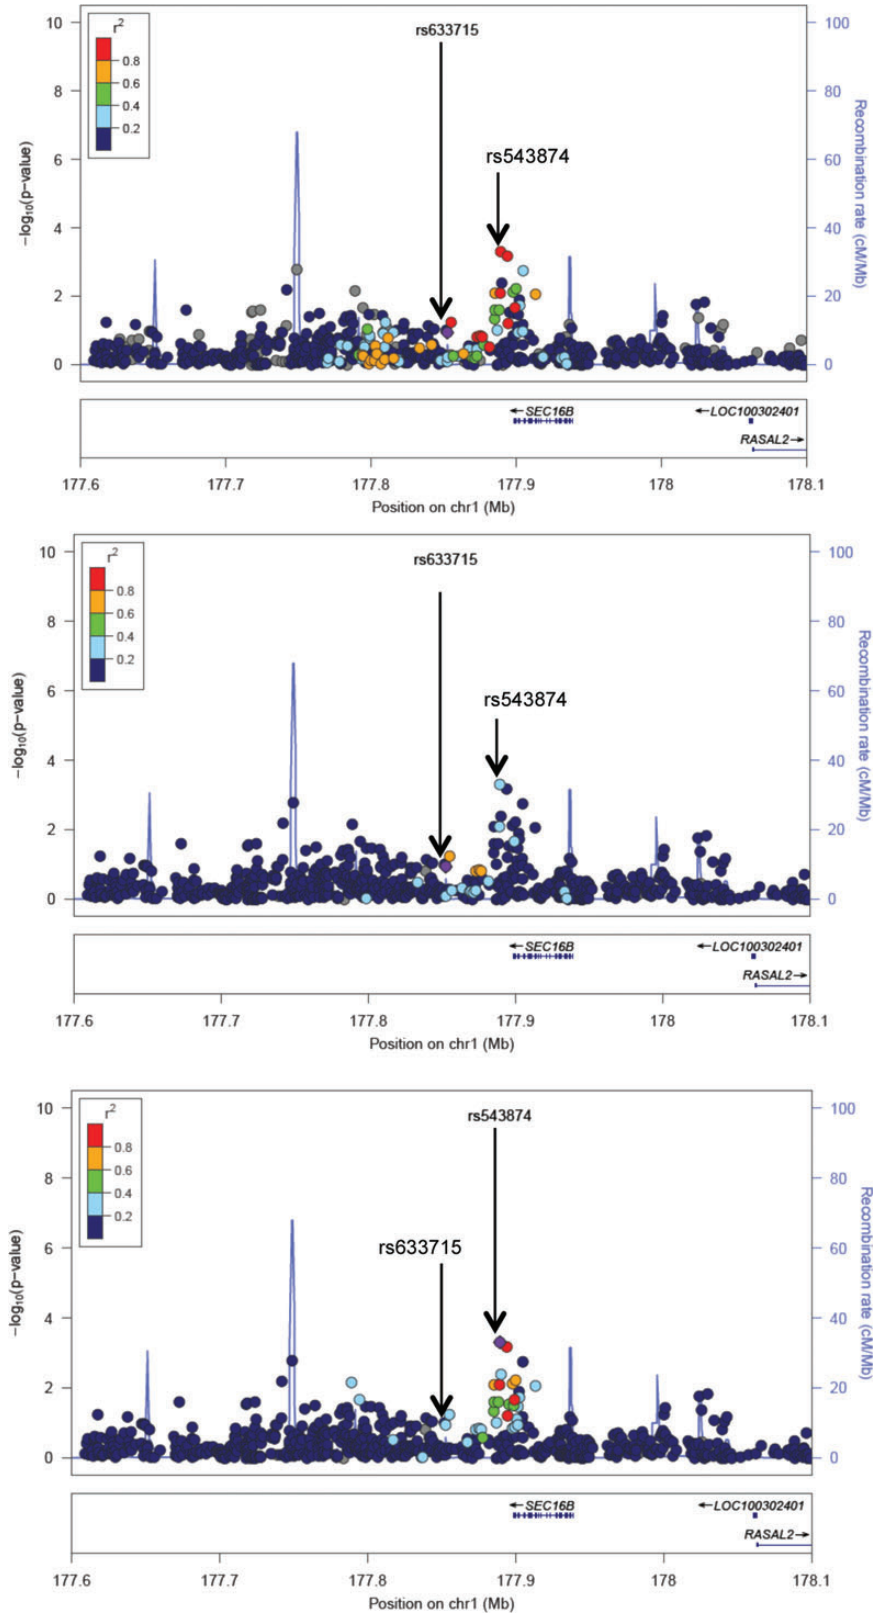 r2
0.8
0.6
0.4
0.2
rs633715
rs543874
10
8
6
4
2
0
−log10(p−value)
100
80
60
40
20
0
Recombination rate (cM/Mb)
←SEC16B
←LOC100302401
RASAL2→
177.6 177.7 177.8 177.9 178 178.1
Position on chr1 (Mb)
r2
0.8
0.6
0.4
0.2
rs633715
rs543874
10
8
6
4
2
0
−log10(p−value)
100
80
60
40
20
0
Recombination rate (cM/Mb)
←SEC16B
←LOC100302401
RASAL2→
177.6 177.7 177.8 177.9 178 178.1
Position on chr1 (Mb)
r2
0.8
0.6
0.4
0.2
rs543874
rs633715
10
8
6
4
2
0
−log10(p−value)
100
80
60
40
20
0
Recombination rate (cM/Mb)
←SEC16B
←LOC100302401
RASAL2→
177.6 177.7 177.8 177.9 178 178.1
Position on chr1 (Mb)